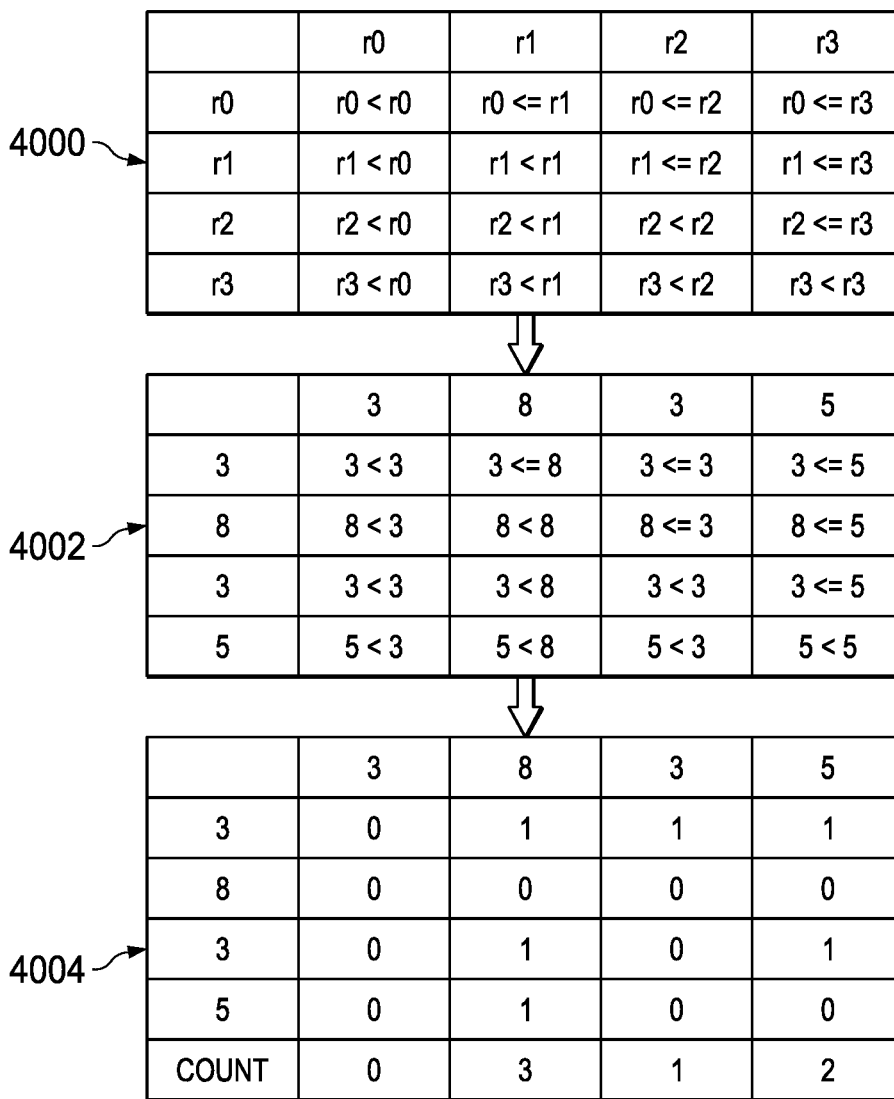 r0 r1 r2 r3
r0 r0 < r0 r0 <= r1 r0 <= r2 r0 <= r3
4000 r1 r1 < r0 r1 < r1 r1 <= r2 r1 <= r3
r2 r2 < r0 r2 < r1 r2 < r2 r2 <= r3
r3 r3 < r0 r3 < r1 r3 < r2 r3 < r3
3 8 3 5
3 3 < 3 3 <= 8 3 <= 3 3 <= 5
4002 8 8 < 3 8 < 8 8 <= 3 8 <= 5
3 3 < 3 3 < 8 3 < 3 3 <= 5
5 5 < 3 5 < 8 5 < 3 5 < 5
3 8 3 5
3 0 1 1 1
8 0 0 0 0
4004 3 0 1 0 1
5 0 1 0 0
COUNT 0 3 1 2